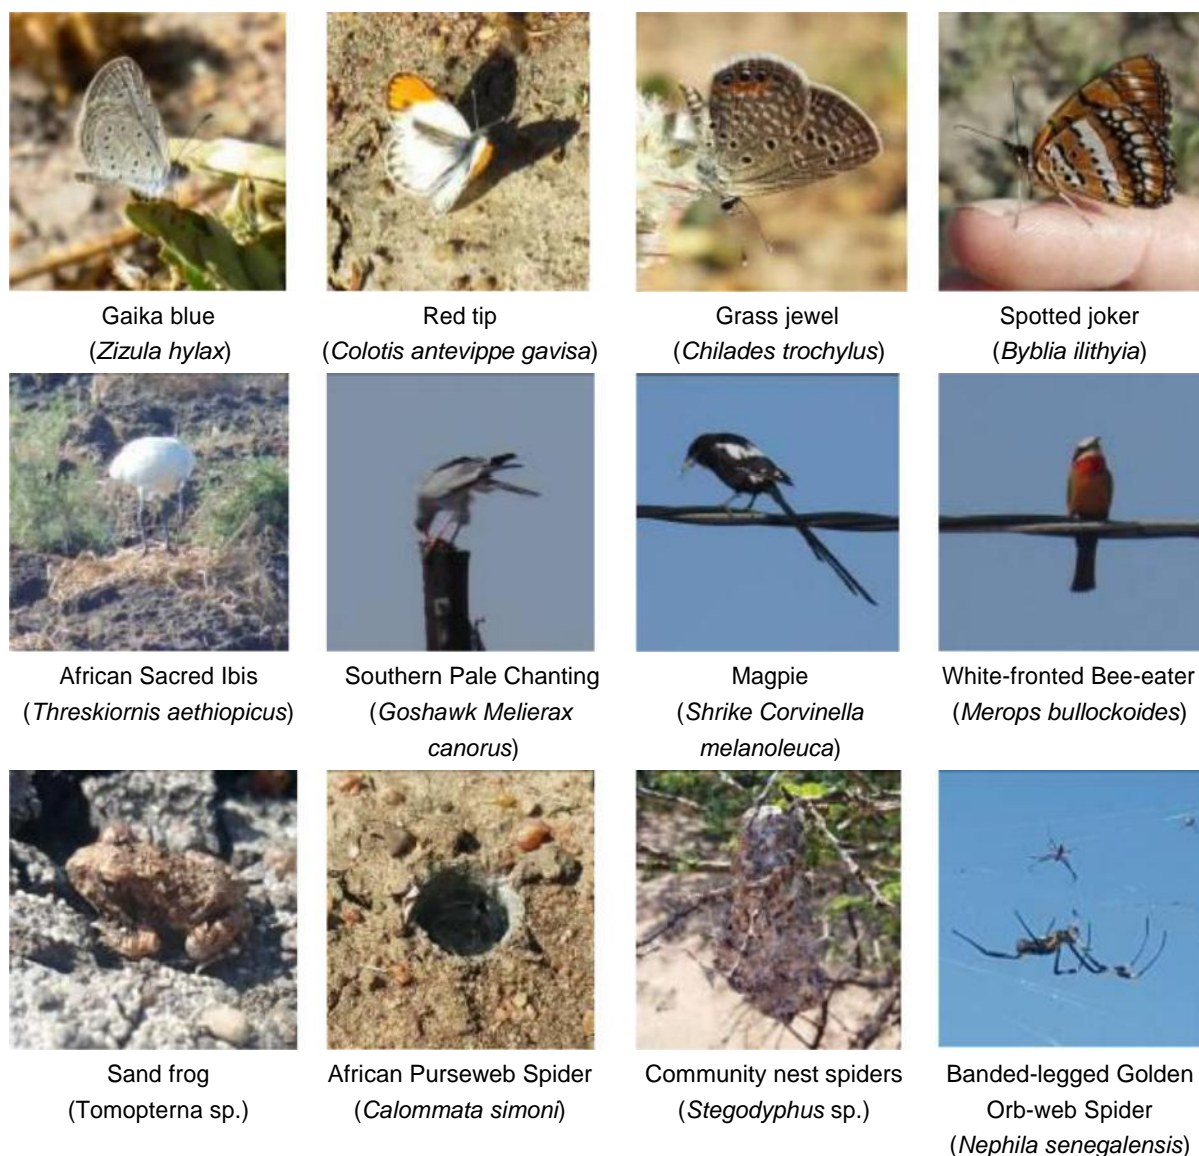 Gaika blue
(Zizula hylax)
Red tip
(Colotis antevippe gavisa)
Grass jewel
(Chilades trochylus)
Spotted joker
(Byblia ilithyia)
African Sacred Ibis
(Threskiornis aethiopicus)
Southern Pale Chanting
(Goshawk Melierax
canorus)
Magpie
(Shrike Corvinella
melanoleuca)
White-fronted Bee-eater
(Merops bullockoides)
Sand frog
(Tomopterna sp.)
African Purseweb Spider
(Calommata simoni)
Community nest spiders
(Stegodyphus sp.)
Banded-legged Golden
Orb-web Spider
(Nephila senegalensis)